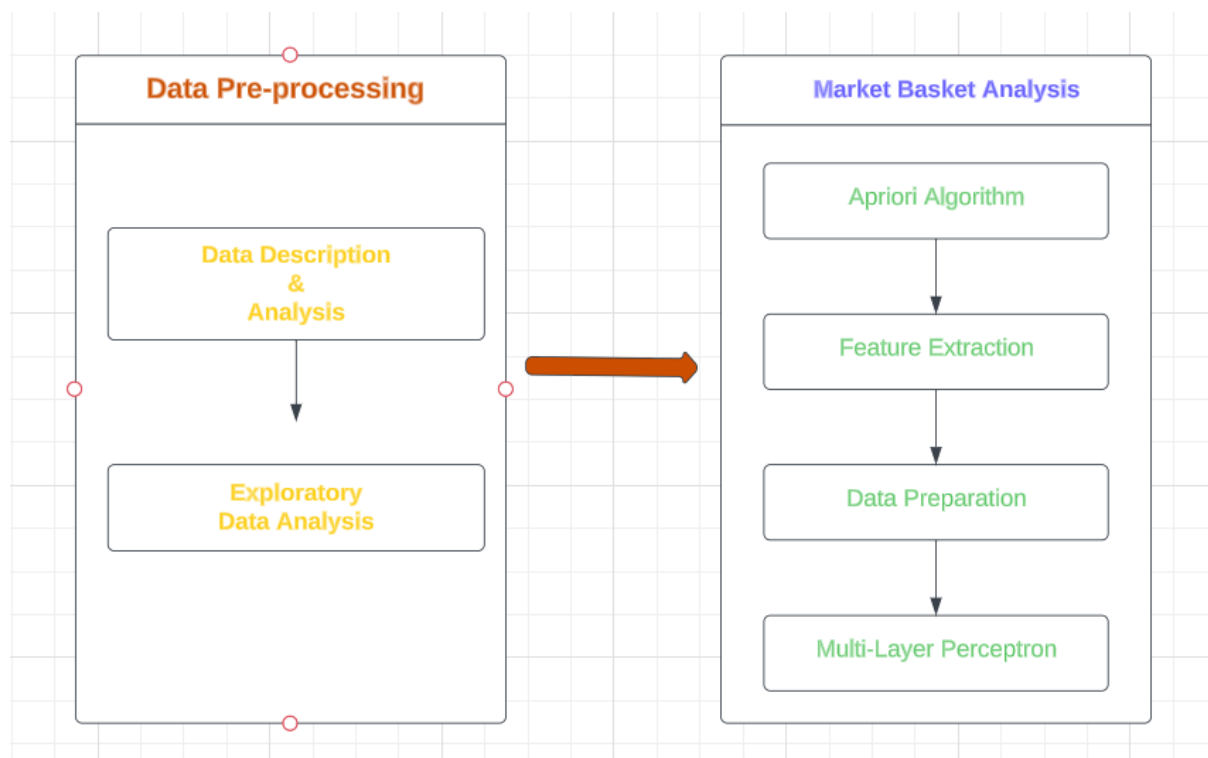 Data Pre-processing
Data Description
&
Analysis
Exploratory
Data Analysis
Market Basket Analysis
Apriori Algorithm
Feature Extraction
Data Preparation
Multi-Layer Perceptron